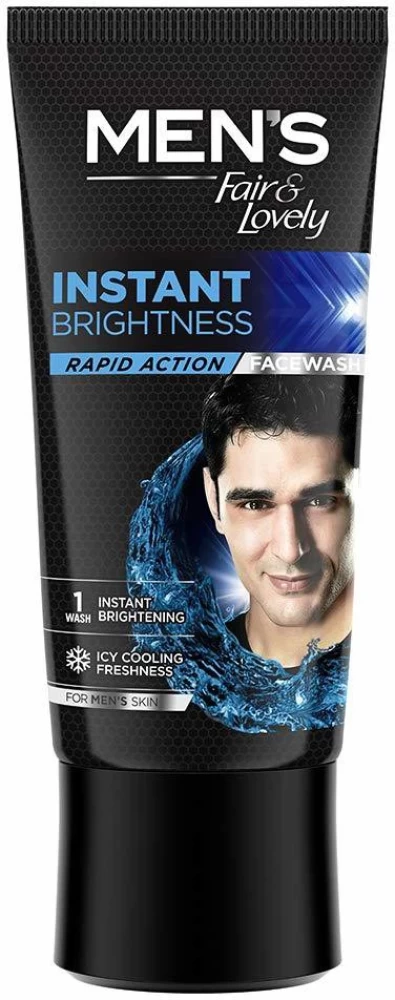 MEN'S
Fair &
Lovely
INSTANT
BRIGHTNESS
RAPID ACTION / FACEWASH
1 WASH INSTANT
BRIGHTENING
ICY COOLING
FRESHNESS
FOR MEN'S SKIN